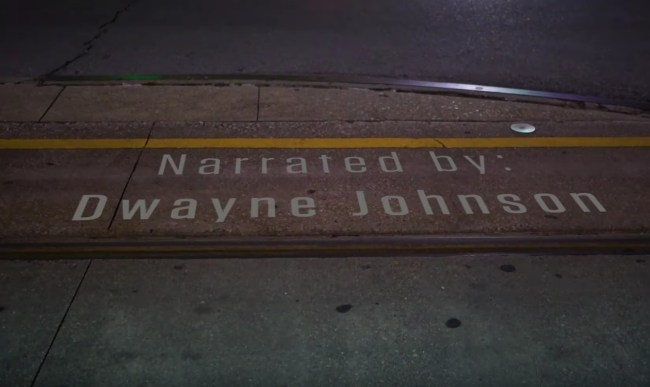 Narrated by:
Dwayne Johnson